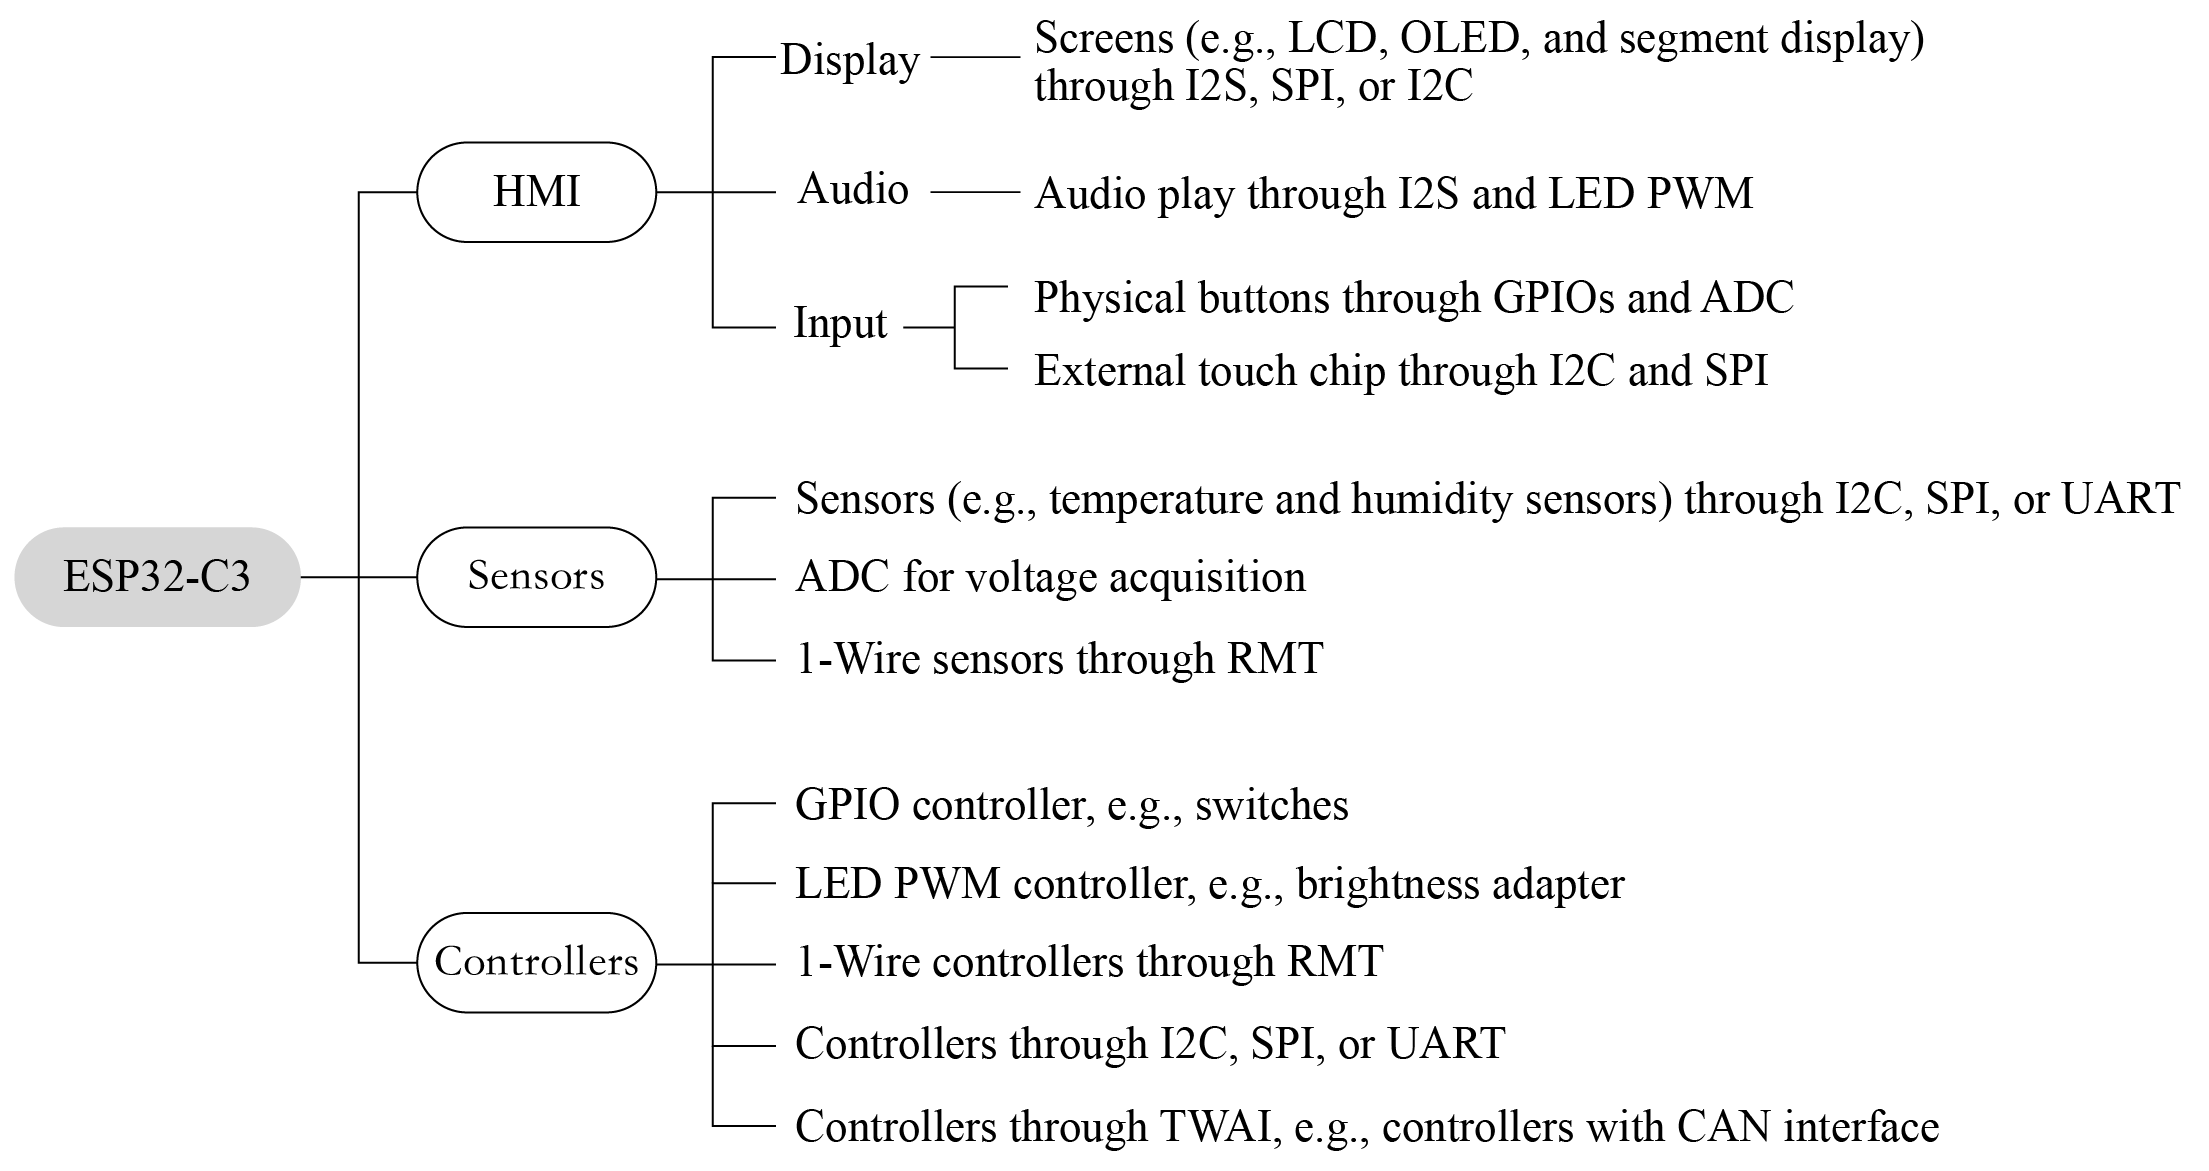 Display
Screens (e.g., LCD, OLED, and segment display)
through I2S, SPI, or I2C
HMI
Audio
Audio play through I2S and LED PWM
Input
Physical buttons through GPIOs and ADC
External touch chip through I2C and SPI
ESP32-C3
Sensors
Sensors (e.g., temperature and humidity sensors) through I2C, SPI, or UART
ADC for voltage acquisition
1-Wire sensors through RMT
Controllers
GPIO controller, e.g., switches
LED PWM controller, e.g., brightness adapter
1-Wire controllers through RMT
Controllers through I2C, SPI, or UART
Controllers through TWAI, e.g., controllers with CAN interface